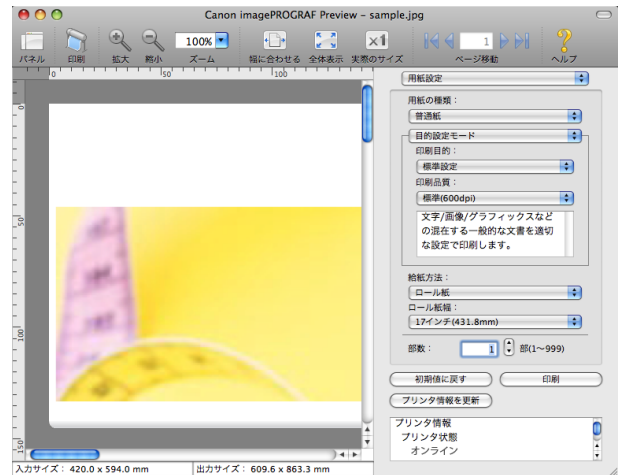 Canon imagePROGRAF Preview – sample.jpg
100%
1
パネル 印刷 拡大 縮小 ズーム 幅に合わせる 全体表示 実際のサイズ ページ移動 ヘルプ
0 50 100
用紙設定
用紙の種類：
普通紙
目的設定モード
印刷目的：
標準設定
印刷品質：
標準(600dpi)
文字/画像/グラフィックスなど
の混在する一般的な文書を適切
な設定で印刷します。
給紙方法：
ロール紙
ロール紙幅：
17インチ(431.8mm)
部数： 1 部(1〜999)
初期値に戻す 印刷
プリンタ情報を更新
プリンタ情報
プリンタ状態
オンライン
0
50
100
150
入力サイズ： 420.0 x 594.0 mm 出力サイズ： 609.6 x 863.3 mm